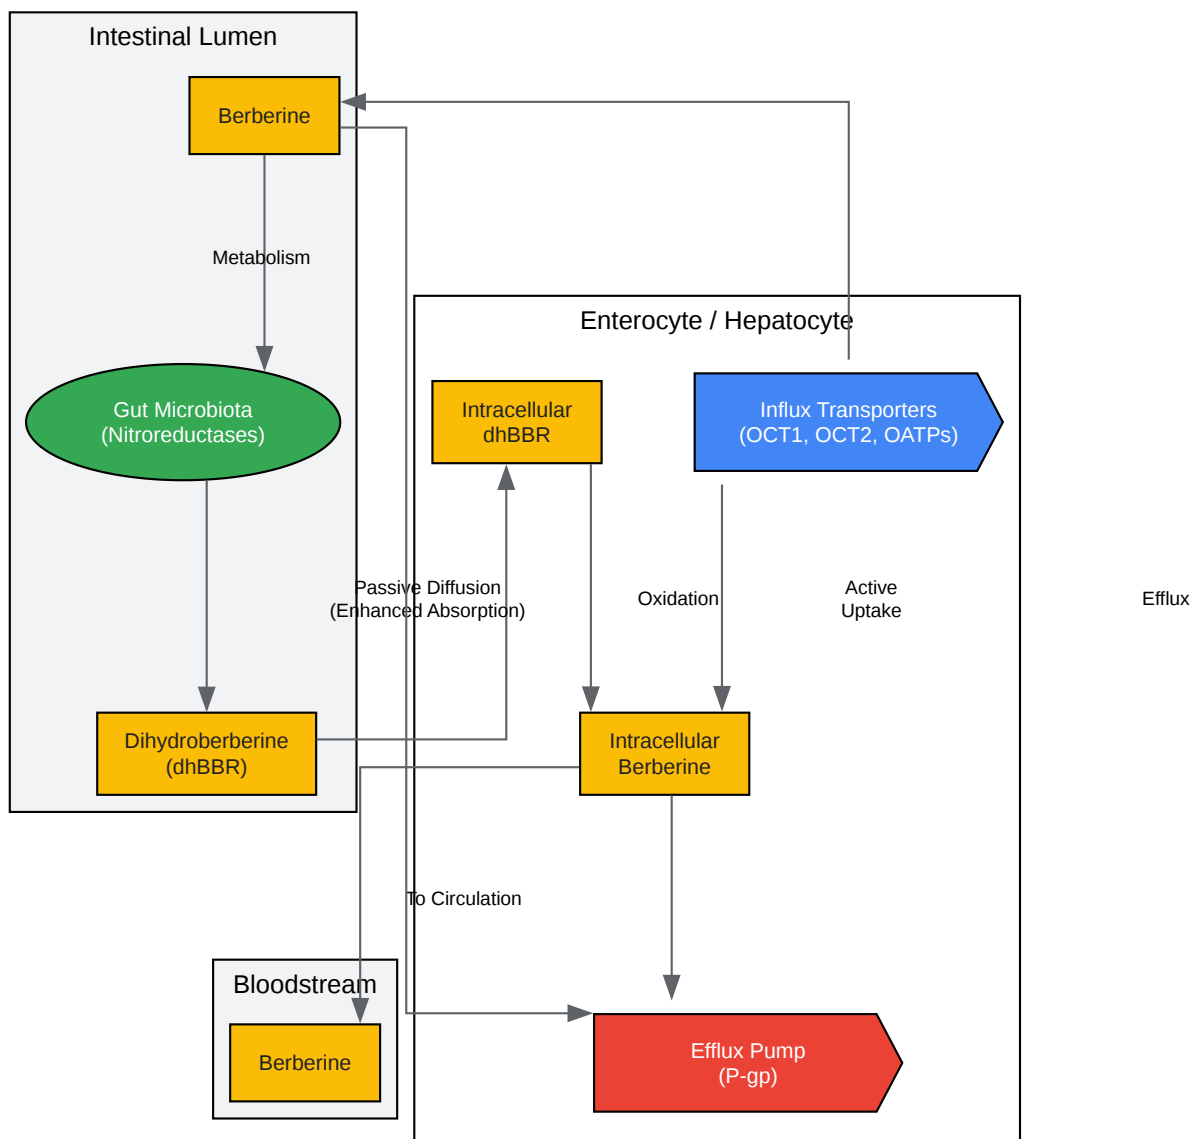 Intestinal Lumen
Berberine
Metabolism
Enterocyte / Hepatocyte
Gut Microbiota
(Nitroreductases)
Intracellular
dhBBR
Influx Transporters
(OCT1, OCT2, OATPs)
Passive Diffusion
(Enhanced Absorption)
Oxidation
Active
Uptake
Efflux
Dihydroberberine
(dhBBR)
Intracellular
Berberine
To Circulation
Bloodstream
Berberine
Efflux Pump
(P-gp)